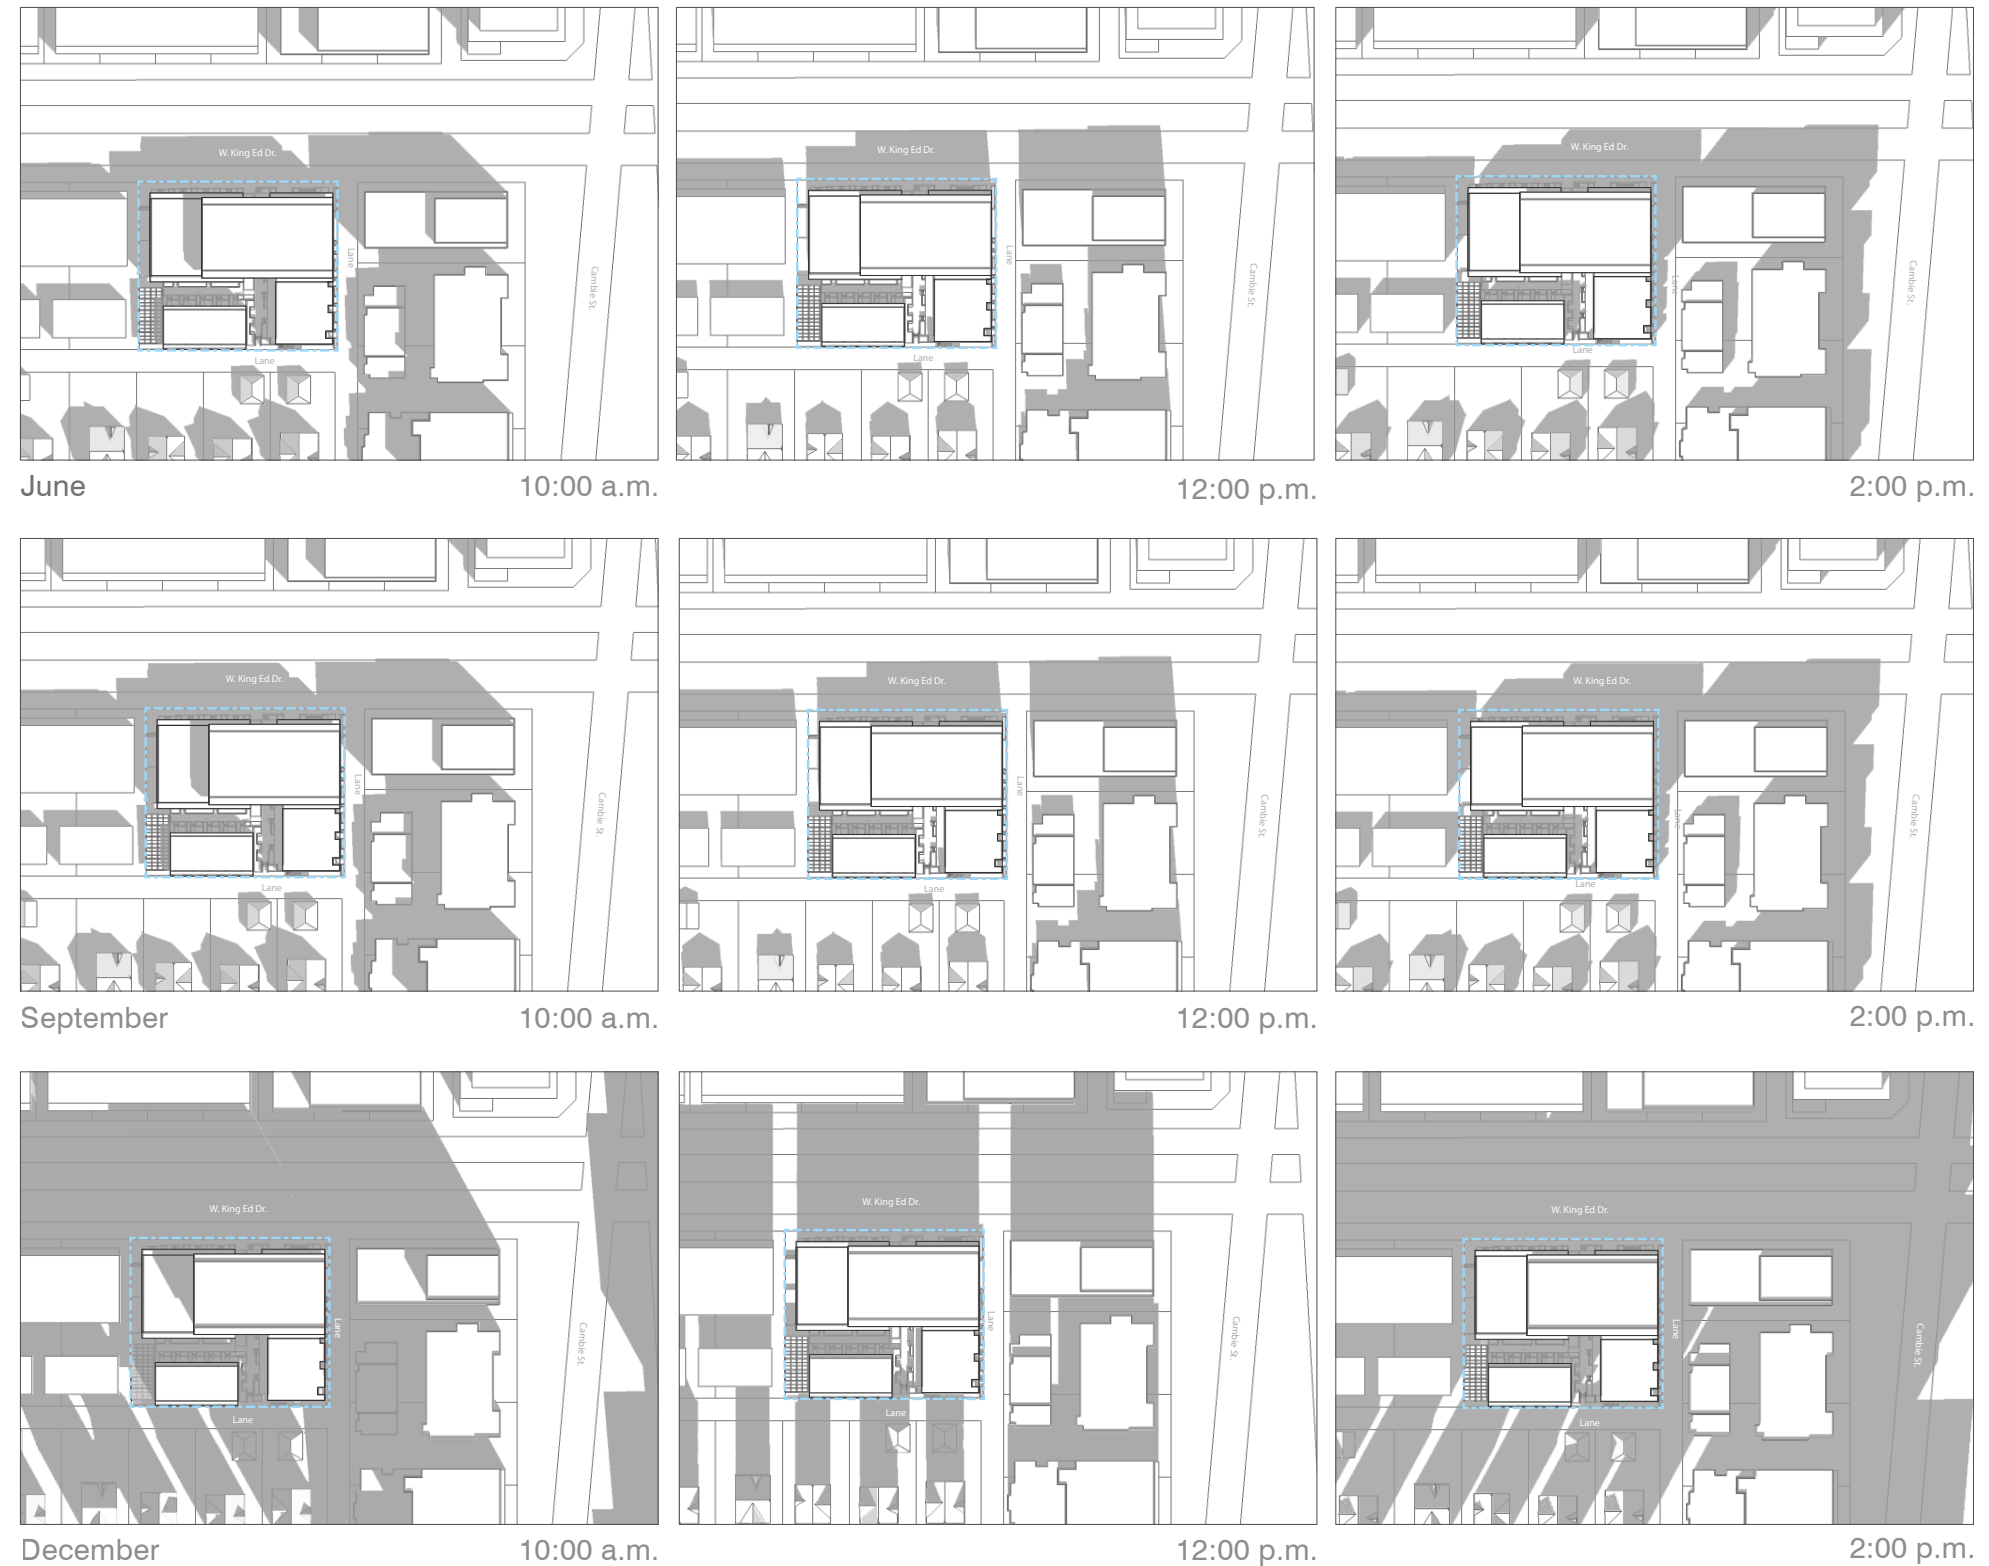 W. King Ed Dr.
Lane
Cambie St.
Lane
W. King Ed Dr.
Lane
Cambie St.
Lane
W. King Ed Dr.
Lane
Cambie St.
Lane
June
10:00 a.m.
12:00 p.m.
2:00 p.m.
W. King Ed Dr.
Lane
Cambie St.
Lane
W. King Ed Dr.
Lane
Cambie St.
Lane
W. King Ed Dr.
Lane
Cambie St.
Lane
September
10:00 a.m.
12:00 p.m.
2:00 p.m.
W. King Ed Dr.
Lane
Cambie St.
Lane
W. King Ed Dr.
Lane
Cambie St.
Lane
W. King Ed Dr.
Lane
Cambie St.
Lane
December
10:00 a.m.
12:00 p.m.
2:00 p.m.